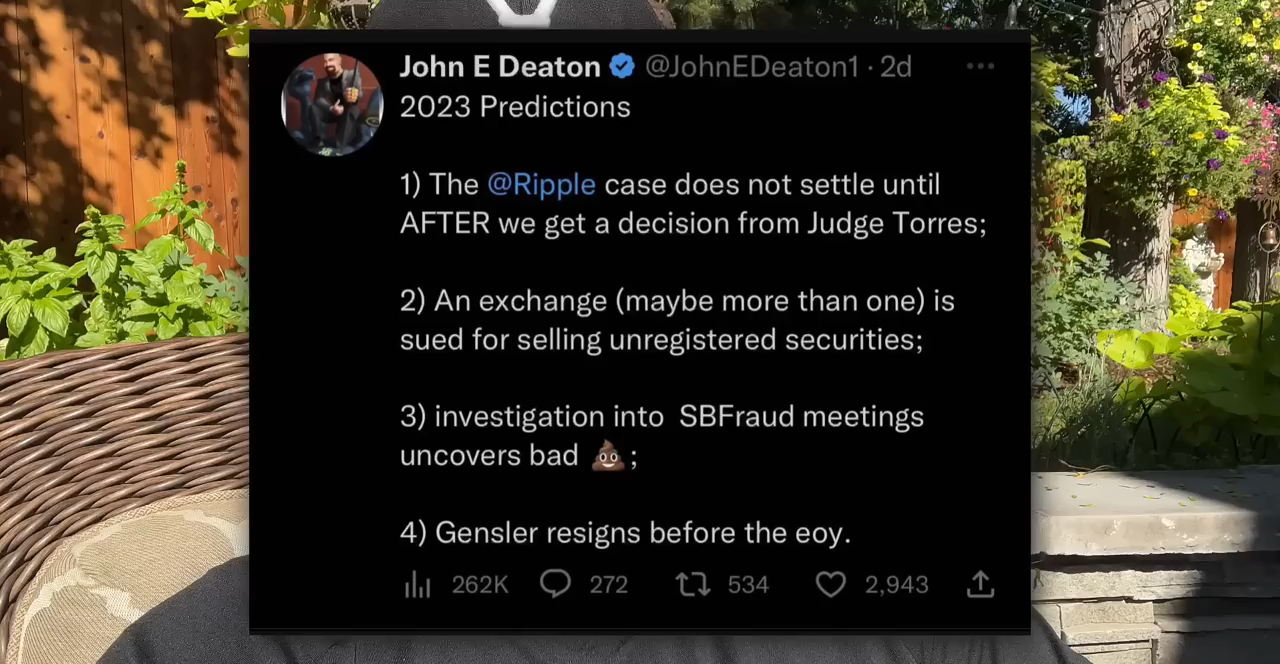 John E Deaton @JohnEDeaton1 · 2d
2023 Predictions
1) The @Ripple case does not settle until
AFTER we get a decision from Judge Torres;
2) An exchange (maybe more than one) is
sued for selling unregistered securities;
3) investigation into SBFraud meetings
uncovers bad 💩;
4) Gensler resigns before the eoy.
262K 272 534 2,943